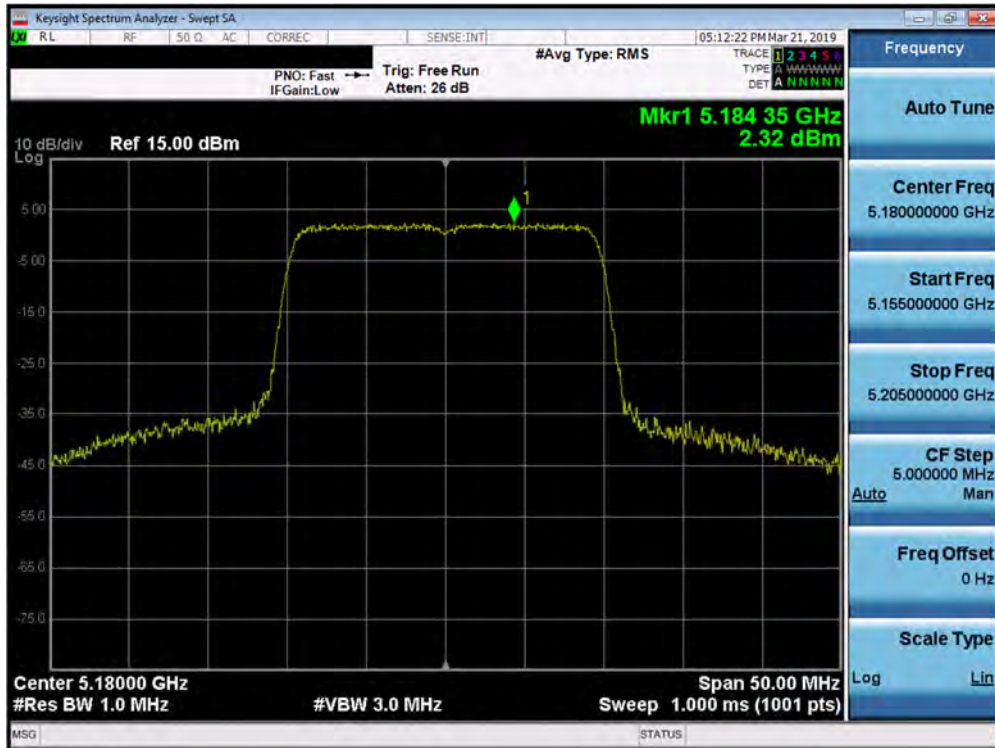 Keysight Spectrum Analyzer - Swept SA
LXI RL RF 50 Ω AC CORREC SENSE:INT 05:12:22 PM Mar 21, 2019
#Avg Type: RMS TRACE 1 2 3 4 5 6
PNO: Fast Trig: Free Run TYPE A WWWWW
IFGain:Low Atten: 26 dB DET A N N N N N
Mkr1 5.184 35 GHz
2.32 dBm
10 dB/div Ref 15.00 dBm
Log
1
5.00
-5.00
-15.0
-25.0
-35.0
-45.0
-55.0
-65.0
-75.0
Center 5.18000 GHz Span 50.00 MHz
#Res BW 1.0 MHz #VBW 3.0 MHz Sweep 1.000 ms (1001 pts)
MSG STATUS
Frequency
Auto Tune
Center Freq
5.180000000 GHz
Start Freq
5.155000000 GHz
Stop Freq
5.205000000 GHz
CF Step
5.000000 MHz
Auto Man
Freq Offset
0 Hz
Scale Type
Log Lin